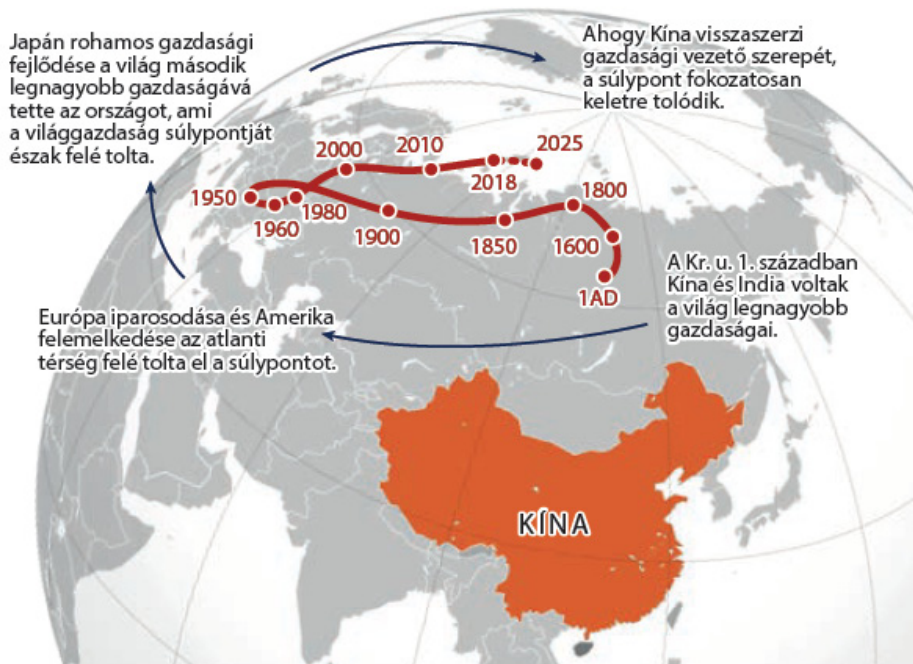 Japán rohamos gazdasági
fejlődése a világ második
legnagyobb gazdaságává
tette az országot, ami
a világgazdaság súlypontját
észak felé tolta.
Ahogy Kína visszaszerzi
gazdasági vezető szerepét,
a súlypont fokozatosan
keletre tolódik.
2000
2010
2018
2025
1950
1960
1980
1900
1850
1800
1600
1AD
A Kr. u. 1. században
Kína és India voltak
a világ legnagyobb
gazdaságai.
Európa iparosodása és Amerika
felemelkedése az atlanti
térség felé tolta el a súlypontot.
KÍNA